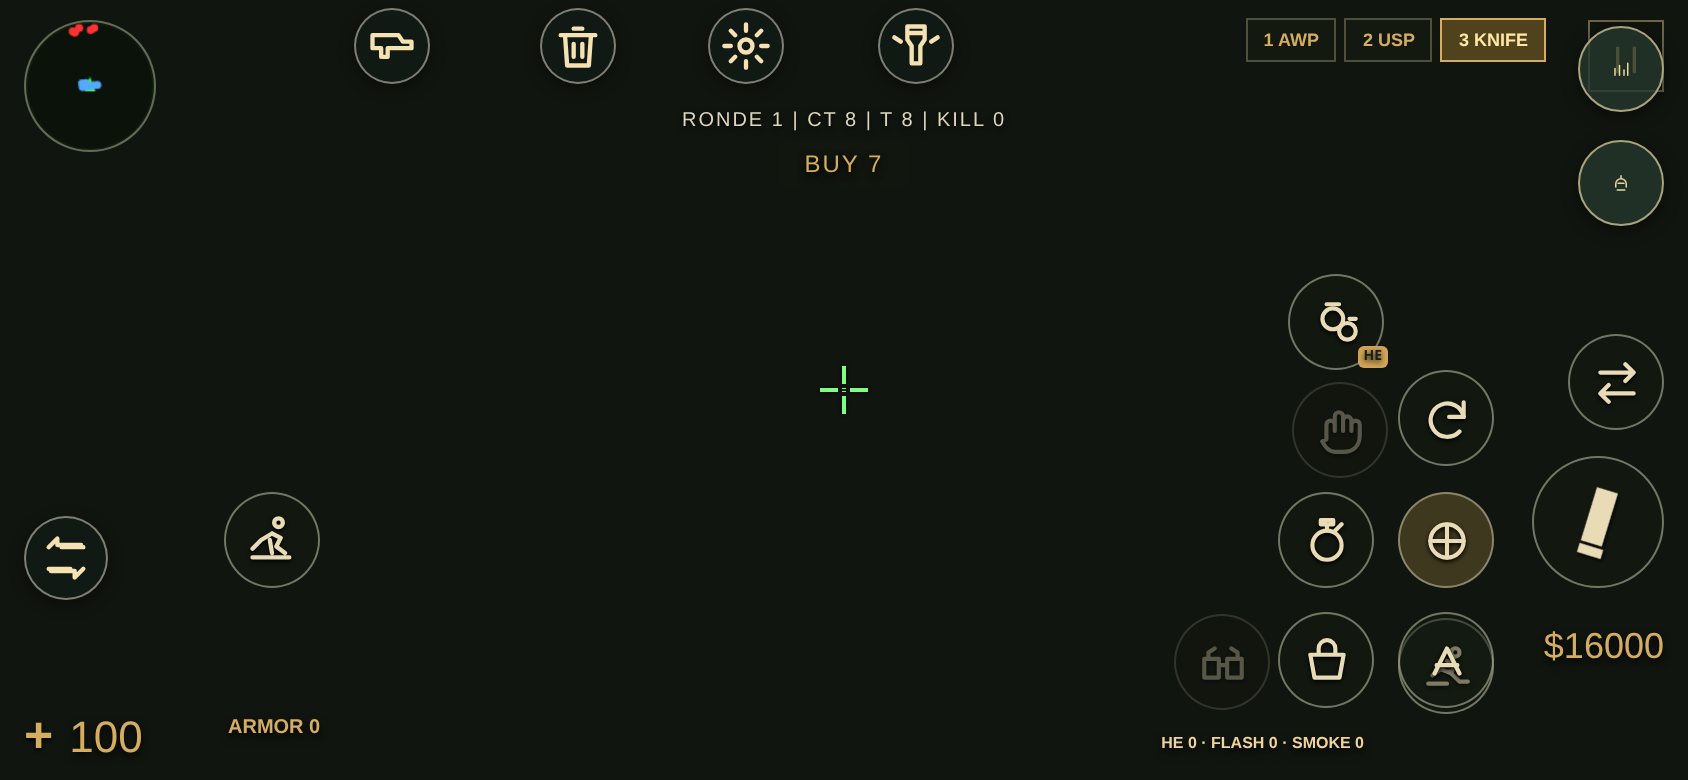 1 AWP 2 USP 3 KNIFE
RONDE 1 | CT 8 | T 8 | KILL 0
BUY 7
HE
$16000
+ 100
ARMOR 0
HE 0 · FLASH 0 · SMOKE 0